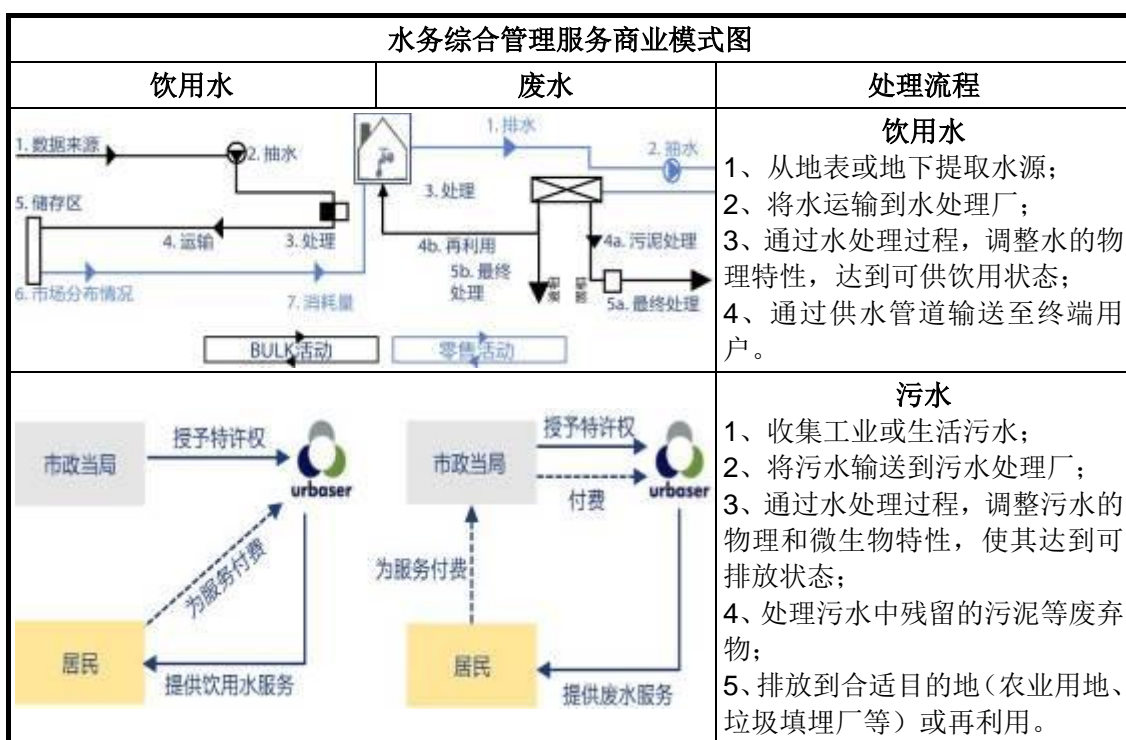 水务综合管理服务商业模式图
饮用水
废水
处理流程
1. 数据来源
2. 抽水
5. 储存区
4. 运输
3. 处理
6. 市场分布情况
7. 消耗量
1. 排水
2. 抽水
3. 处理
4b. 再利用
4a. 污泥处理
5b. 最终
处理
5a. 最终处理
BULK活动
零售活动
饮用水
1、从地表或地下提取水源；
2、将水运输到水处理厂；
3、通过水处理过程，调整水的物
理特性，达到可供饮用状态；
4、通过供水管道输送至终端用
户。
市政当局
授予特许权
urbaser
为服务付费
居民
提供饮用水服务
市政当局
授予特许权
付费
urbaser
为服务付费
居民
提供废水服务
污水
1、收集工业或生活污水；
2、将污水输送到污水处理厂；
3、通过水处理过程，调整污水的
物理和微生物特性，使其达到可
排放状态；
4、处理污水中残留的污泥等废弃
物；
5、排放到合适目的地（农业用地、
垃圾填埋厂等）或再利用。